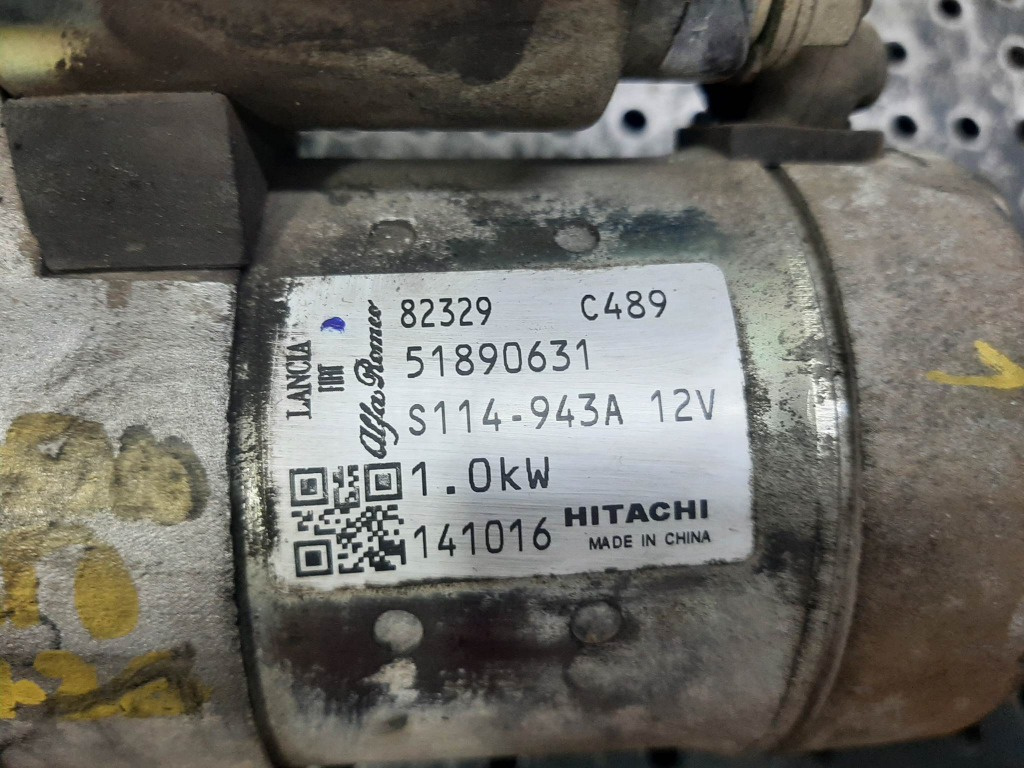 82329 C489
51890631
S114-943A 12V
1.0kW
141016 HITACHI
MADE IN CHINA
LANCIA
FIAT
Alfa Romeo